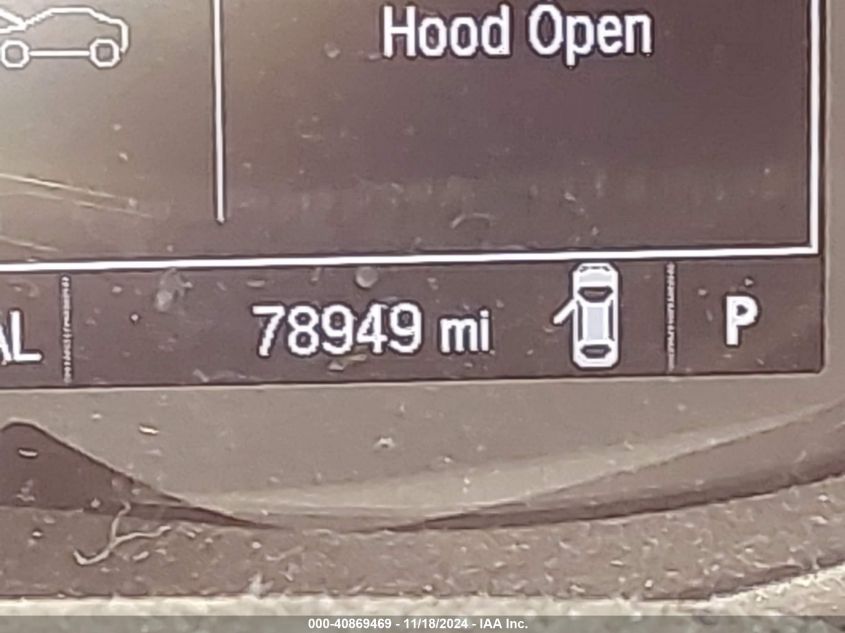 Hood Open
AL
78949 mi
P
000-40869469 - 11/18/2024 - IAA Inc.